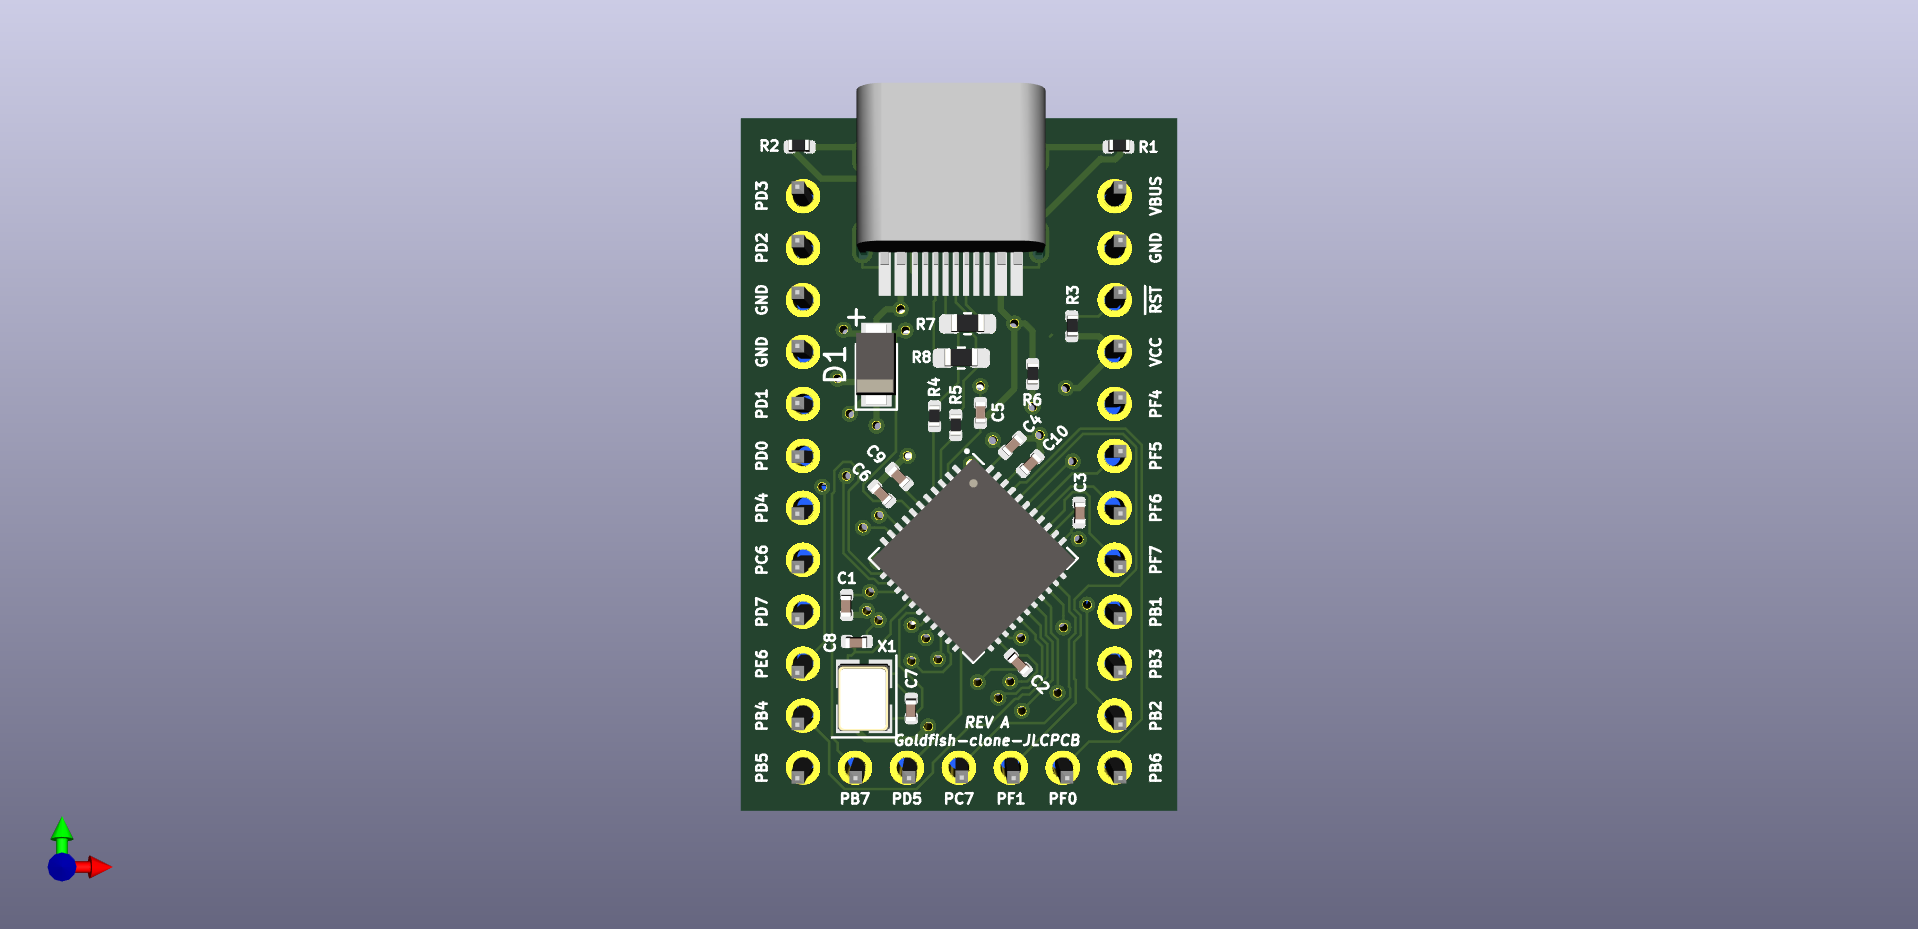 R2
R1
PD3
VBUS
PD2
GND
GND
RST
R3
+
R7
GND
D1
R8
VCC
PD1
R4
R5
C5
R6
PF4
C4
C10
PD0
C9
C6
PF5
C3
PD4
PF6
PC6
PF7
C1
PD7
PB1
C8
X1
PE6
C7
C2
PB3
PB4
REV A
PB2
Goldfish-clone-JLCPCB
PB5
PB6
PB7 PD5 PC7 PF1 PF0